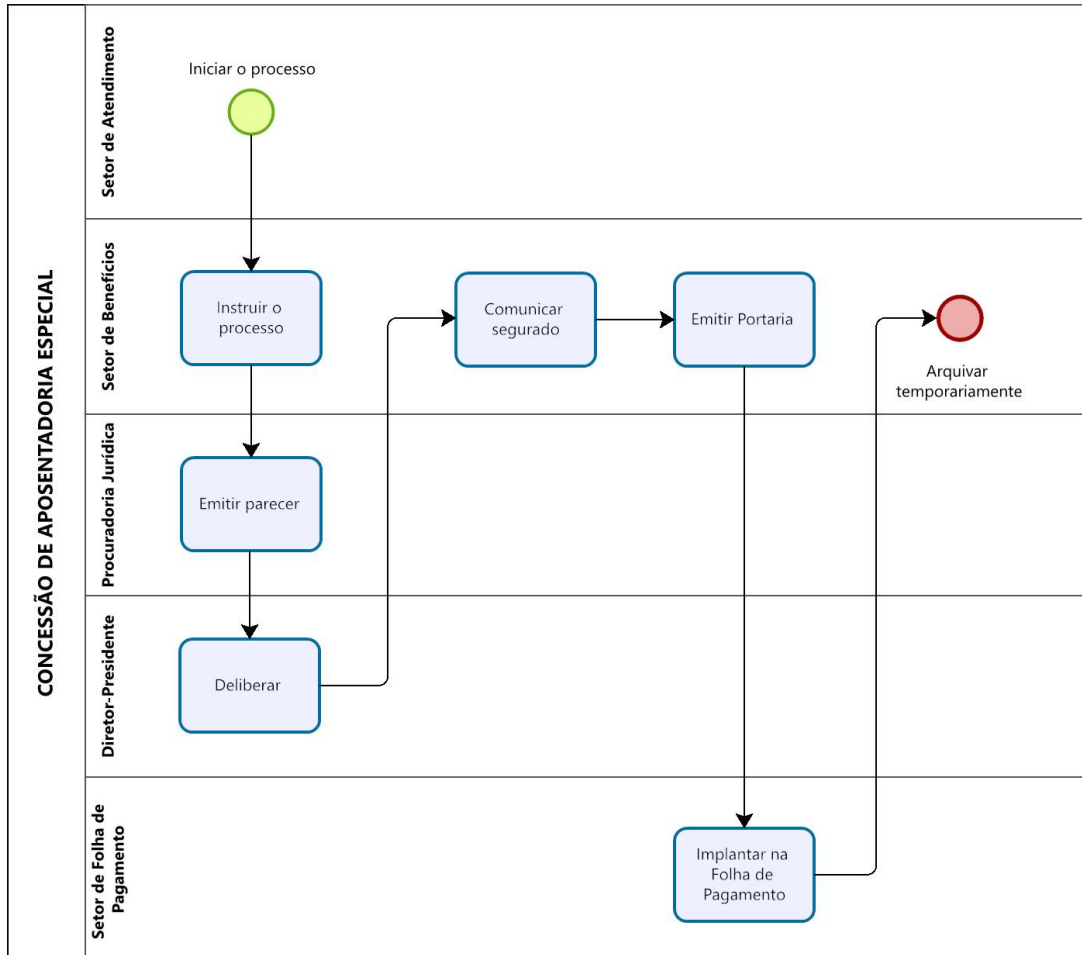 CONCESSÃO DE APOSENTADORIA ESPECIAL
Setor de Atendimento
Iniciar o processo
Setor de Benefícios
Instruir o
processo
Comunicar
segurado
Emitir Portaria
Arquivar
temporariamente
Procuradoria Jurídica
Emitir parecer
Diretor-Presidente
Deliberar
Setor de Folha de
Pagamento
Implantar na
Folha de
Pagamento